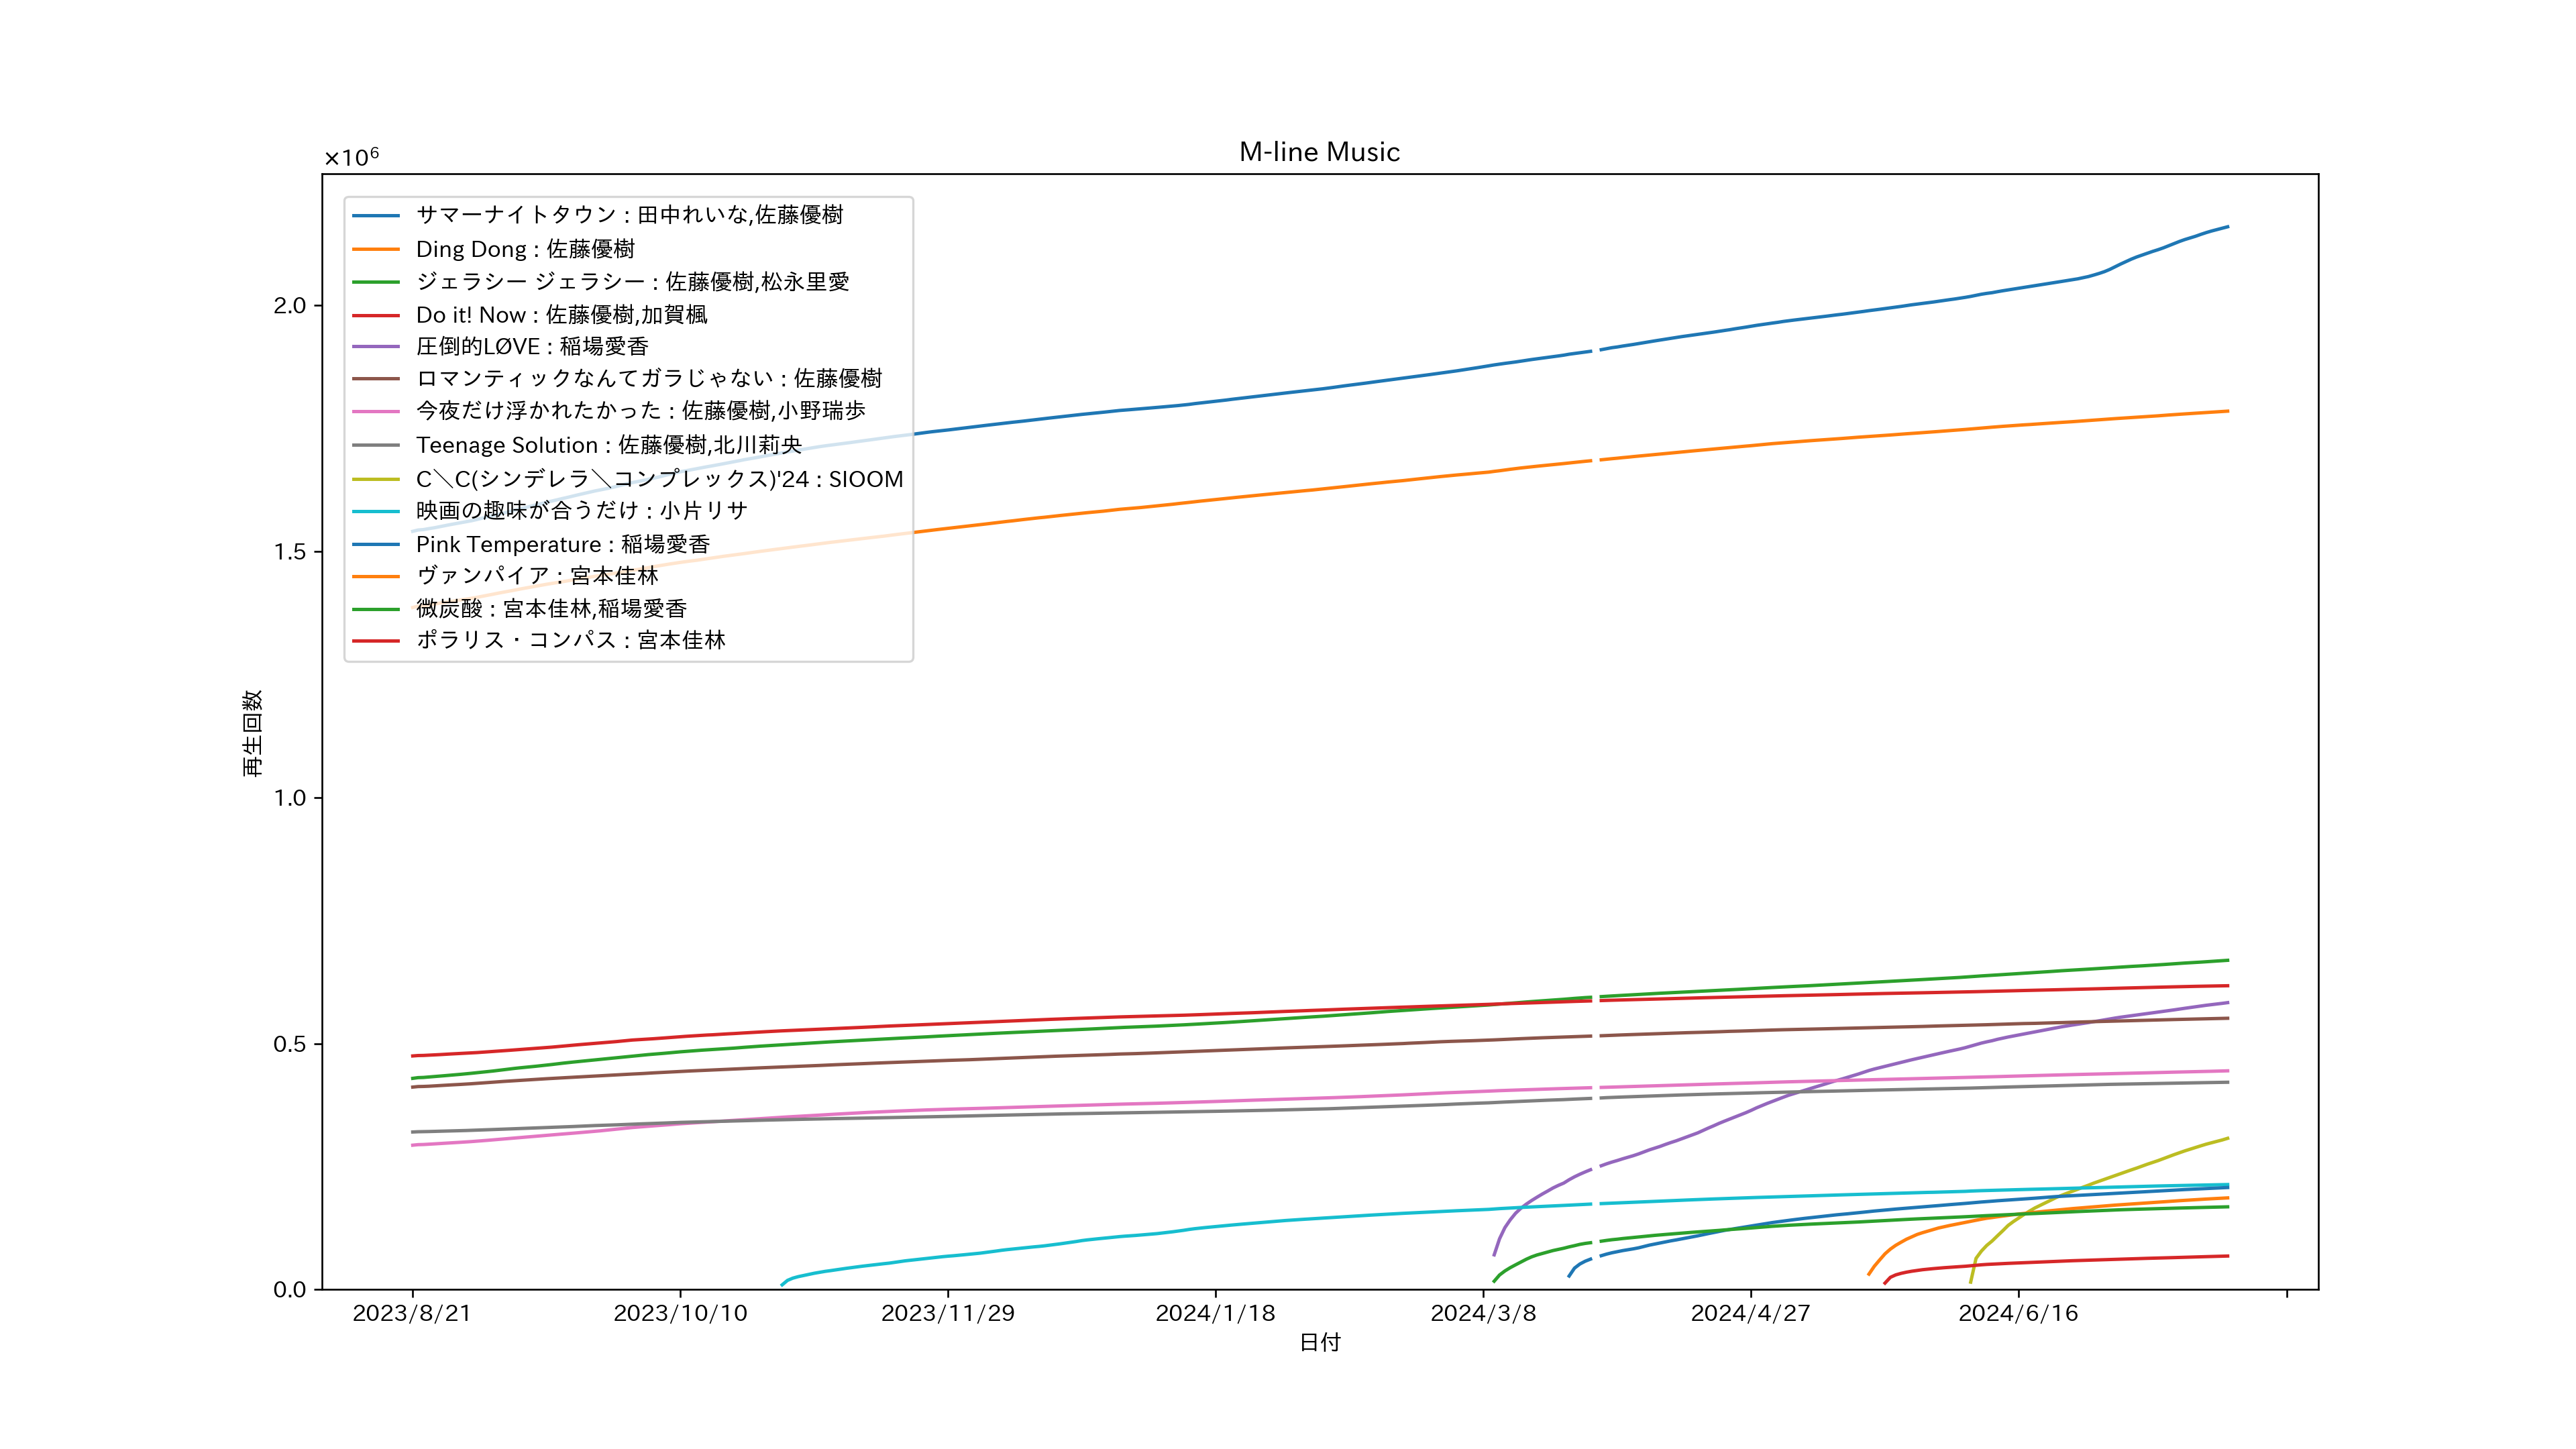 M-line Music
×10⁶
サマーナイトタウン : 田中れいな,佐藤優樹
Ding Dong : 佐藤優樹
ジェラシー ジェラシー : 佐藤優樹,松永里愛
Do it! Now : 佐藤優樹,加賀楓
圧倒的LØVE : 稲場愛香
ロマンティックなんてガラじゃない : 佐藤優樹
今夜だけ浮かれたかった : 佐藤優樹,小野瑞歩
Teenage Solution : 佐藤優樹,北川莉央
C＼C(シンデレラ＼コンプレックス)'24 : SIOOM
映画の趣味が合うだけ : 小片リサ
Pink Temperature : 稲場愛香
ヴァンパイア : 宮本佳林
微炭酸 : 宮本佳林,稲場愛香
ポラリス・コンパス : 宮本佳林
2.0
1.5
1.0
0.5
0.0
再生回数
2023/8/21
2023/10/10
2023/11/29
2024/1/18
2024/3/8
2024/4/27
2024/6/16
日付